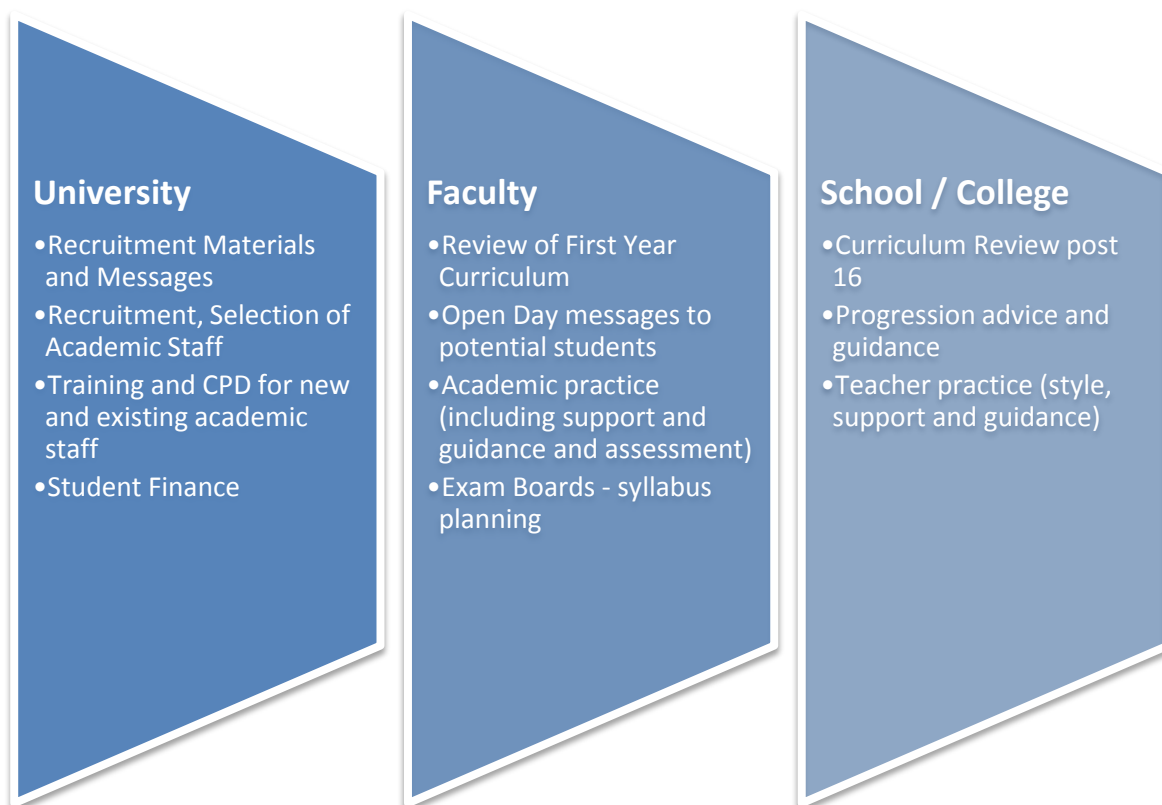 University
•Recruitment Materials
and Messages
•Recruitment, Selection of
Academic Staff
•Training and CPD for new
and existing academic
staff
•Student Finance
Faculty
•Review of First Year
Curriculum
•Open Day messages to
potential students
•Academic practice
(including support and
guidance and assessment)
•Exam Boards - syllabus
planning
School / College
•Curriculum Review post
16
•Progression advice and
guidance
•Teacher practice (style,
support and guidance)